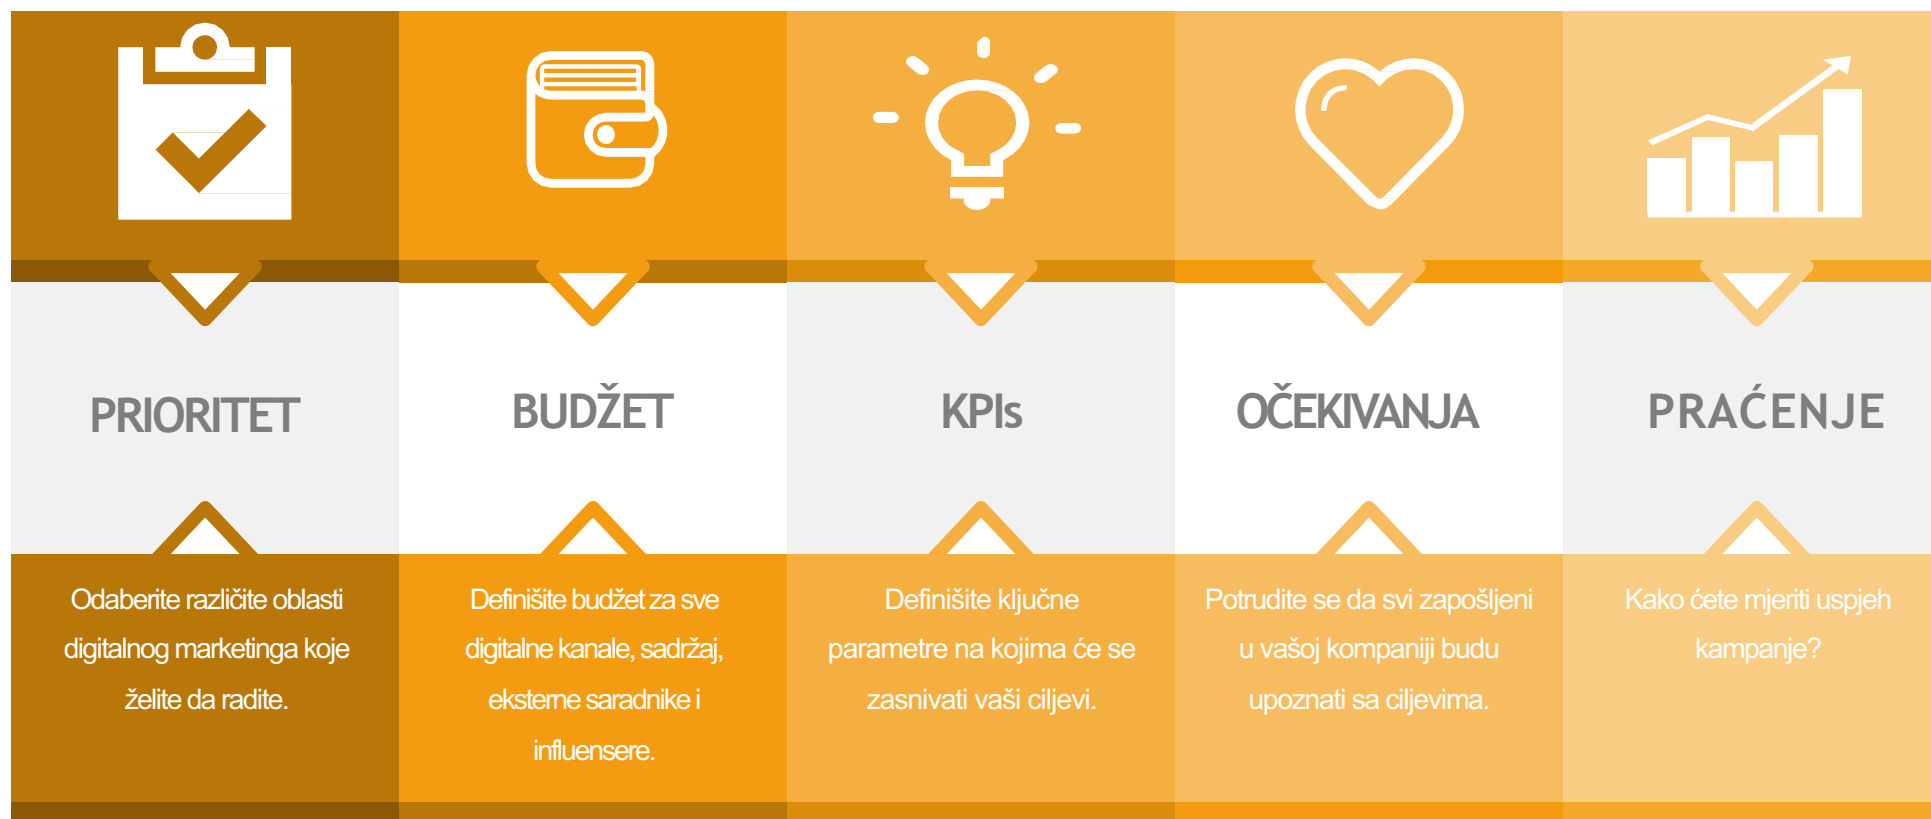 PRIORITET
BUDŽET
KPIs
OČEKIVANJA
PRAĆENJE
Odaberite različite oblasti
digitalnog marketinga koje
želite da radite.
Definišite budžet za sve
digitalne kanale, sadržaj,
eksterne saradnike i
influensere.
Definišite ključne
parametre na kojima će se
zasnivati vaši ciljevi.
Potrudite se da svi zapošljeni
u vašoj kompaniji budu
upoznati sa ciljevima.
Kako ćete mjeriti uspjeh
kampanje?